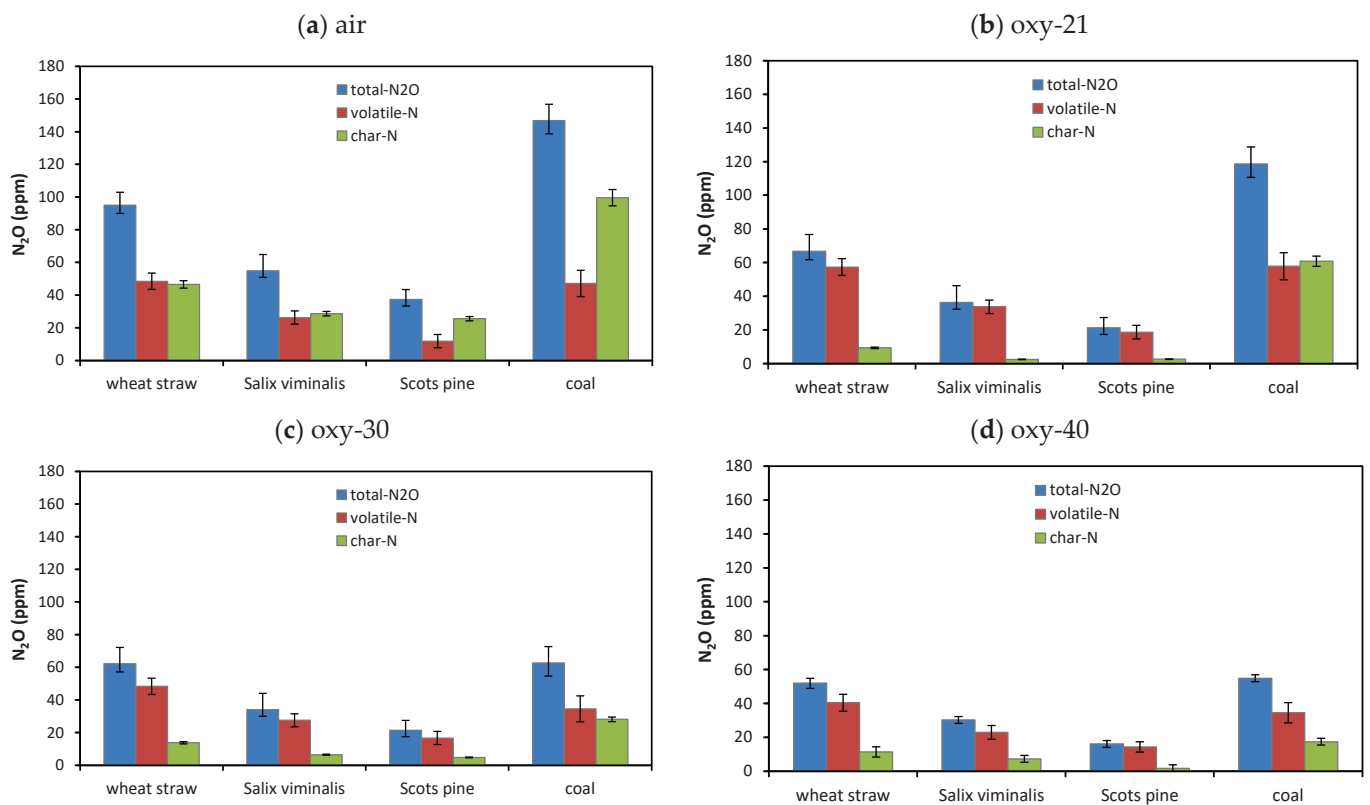 (a) air
180
160
140
120
100
80
60
40
20
0
N₂O (ppm)
total-N2O
volatile-N
char-N
wheat straw Salix viminalis Scots pine coal
(b) oxy-21
180
160
140
120
100
80
60
40
20
0
N₂O (ppm)
total-N2O
volatile-N
char-N
wheat straw Salix viminalis Scots pine coal
(c) oxy-30
180
160
140
120
100
80
60
40
20
0
N₂O (ppm)
total-N2O
volatile-N
char-N
wheat straw Salix viminalis Scots pine coal
(d) oxy-40
180
160
140
120
100
80
60
40
20
0
N₂O (ppm)
total-N2O
volatile-N
char-N
wheat straw Salix viminalis Scots pine coal